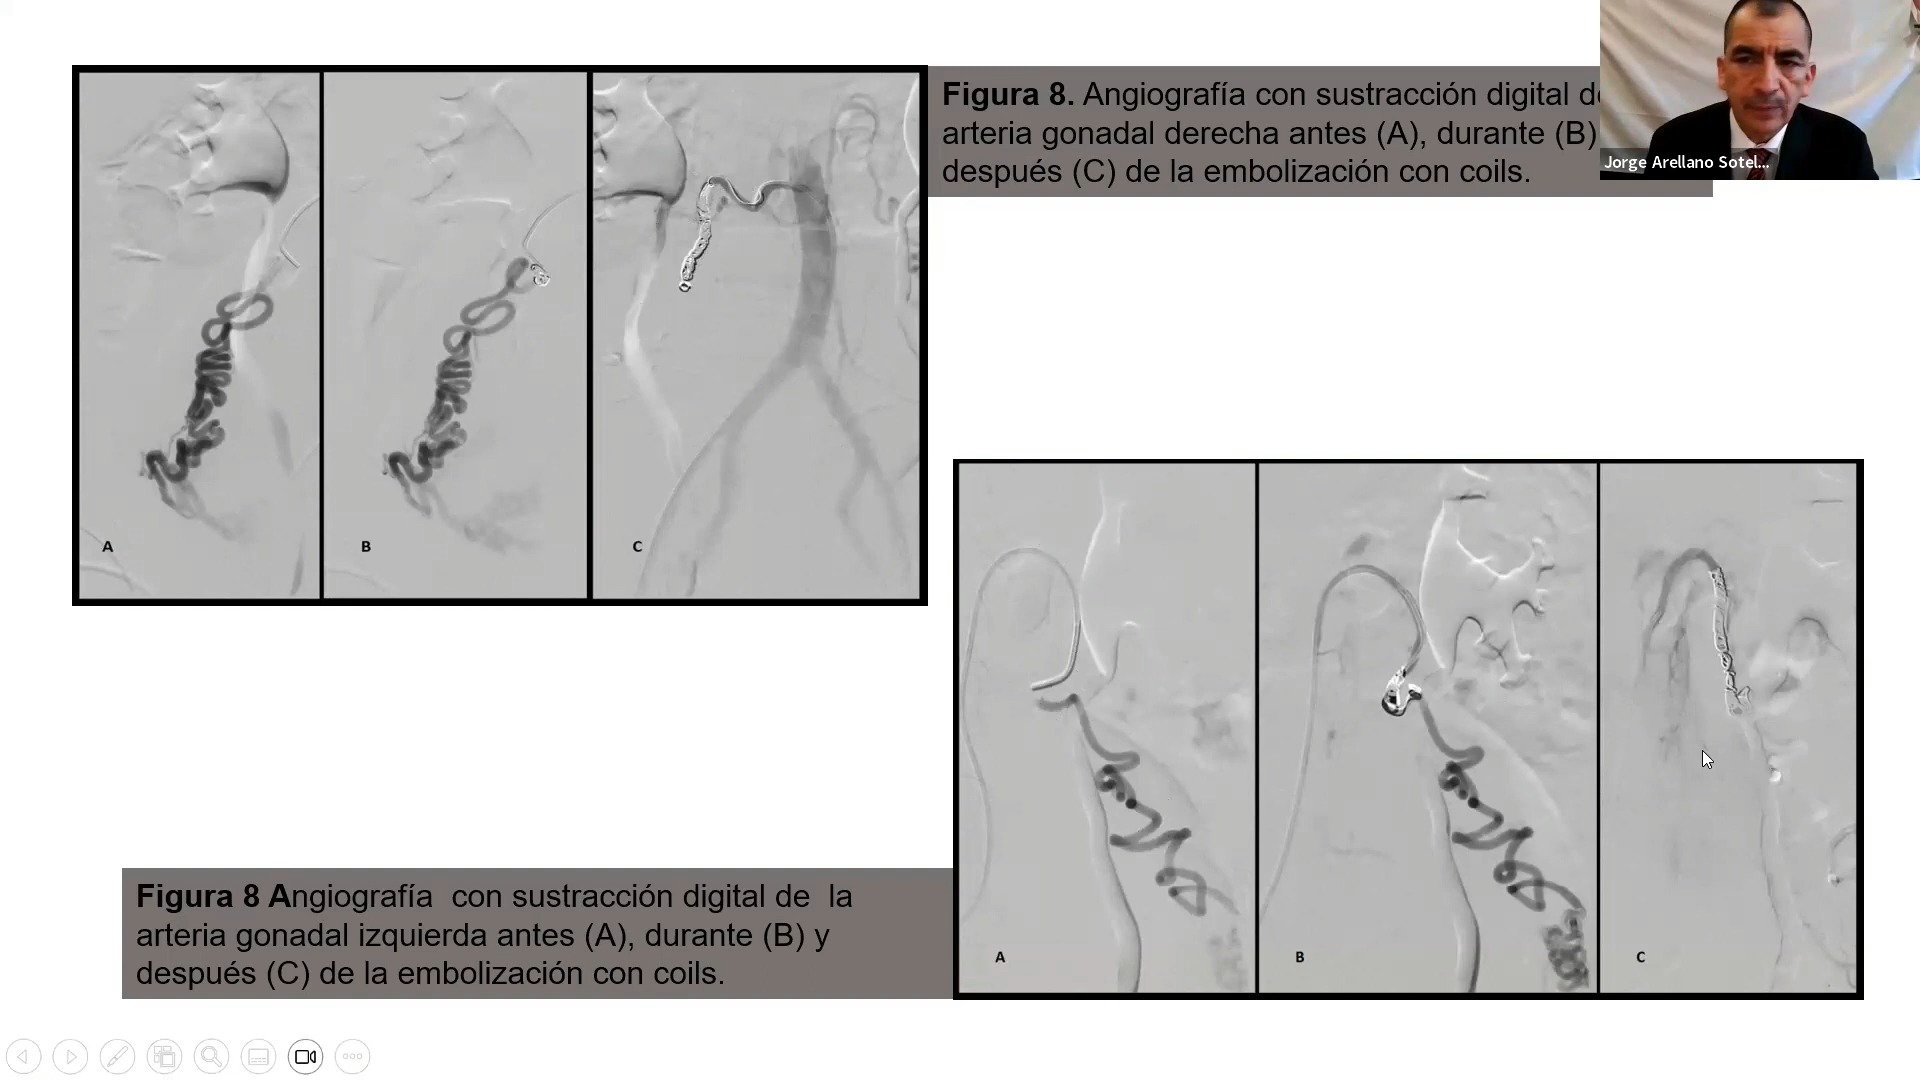 Figura 8. Angiografía con sustracción digital
arteria gonadal derecha antes (A), durante (B)
después (C) de la embolización con coils.
Jorge Arellano Sotel...
A
B
C
Figura 8 Angiografía con sustracción digital de la
arteria gonadal izquierda antes (A), durante (B) y
después (C) de la embolización con coils.
A
B
C